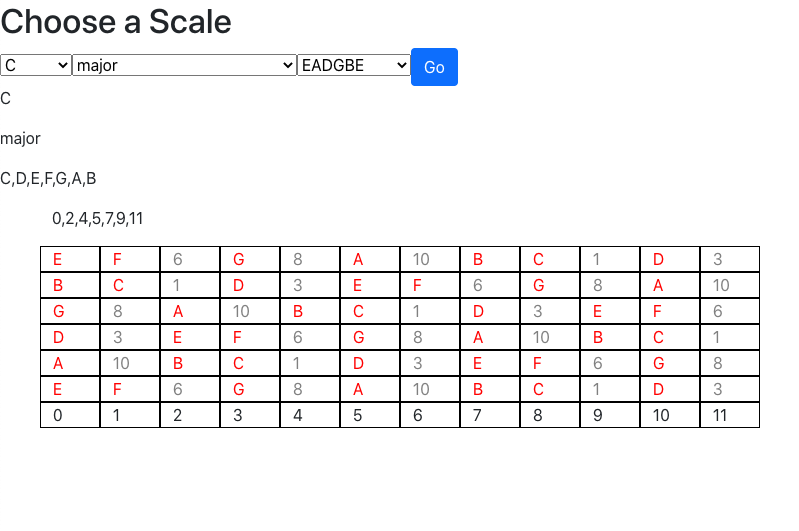 Choose a Scale
C major EADGBE Go
C
major
C,D,E,F,G,A,B
0,2,4,5,7,9,11
E F 6 G 8 A 10 B C 1 D 3
B C 1 D 3 E F 6 G 8 A 10
G 8 A 10 B C 1 D 3 E F 6
D 3 E F 6 G 8 A 10 B C 1
A 10 B C 1 D 3 E F 6 G 8
E F 6 G 8 A 10 B C 1 D 3
0 1 2 3 4 5 6 7 8 9 10 11